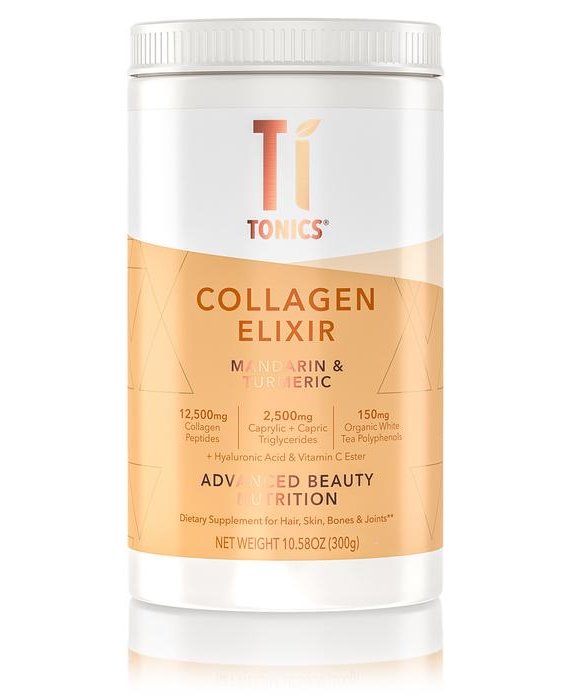 Ti
TONICS®
COLLAGEN
ELIXIR
MANDARIN &
TURMERIC
12,500mg
Collagen
Peptides
2,500mg
Caprylic + Capric
Triglycerides
150mg
Organic White
Tea Polyphenols
+ Hyaluronic Acid & Vitamin C Ester
ADVANCED BEAUTY
NUTRITION
Dietary Supplement for Hair, Skin, Bones & Joints**
NET WEIGHT 10.58OZ (300g)